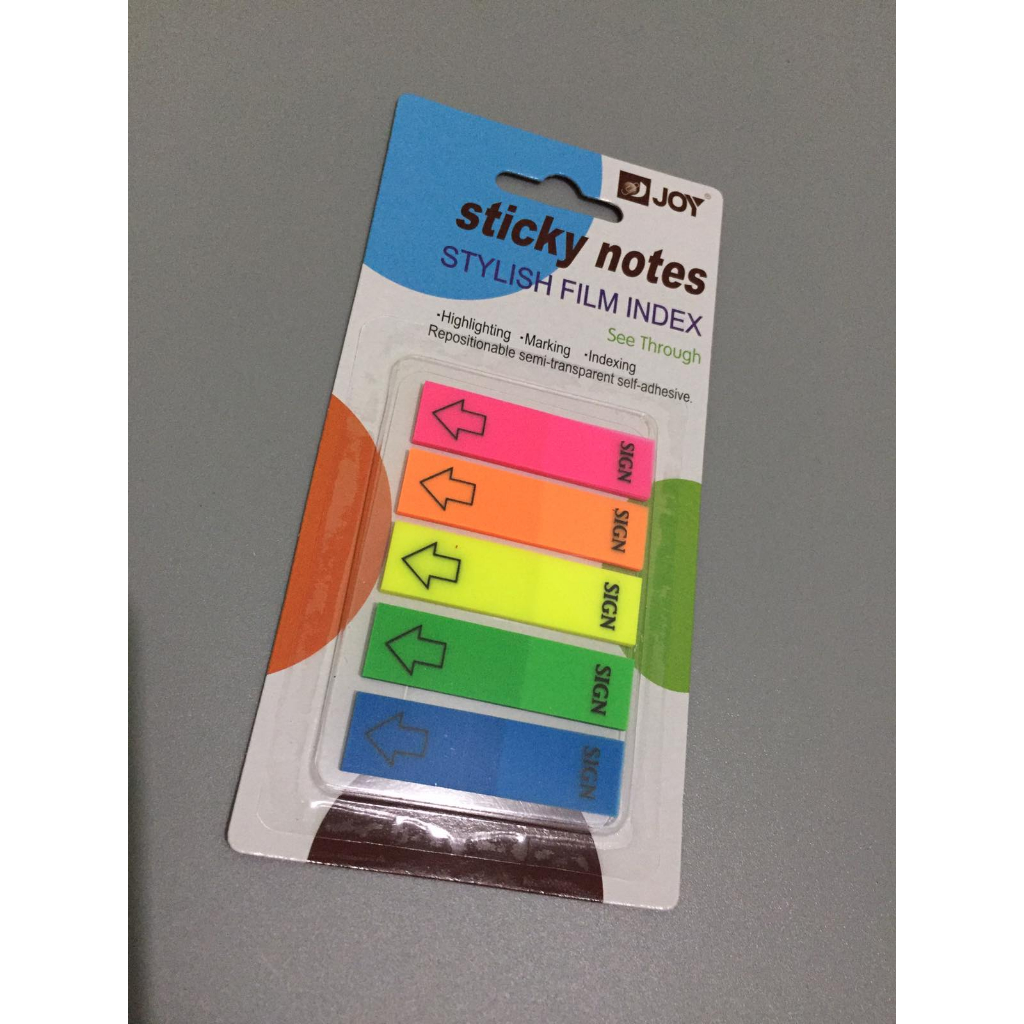 JOY
sticky notes
STYLISH FILM INDEX
See Through
·Highlighting ·Marking ·Indexing
Repositionable semi-transparent self-adhesive.
SIGN
SIGN
SIGN
SIGN
SIGN